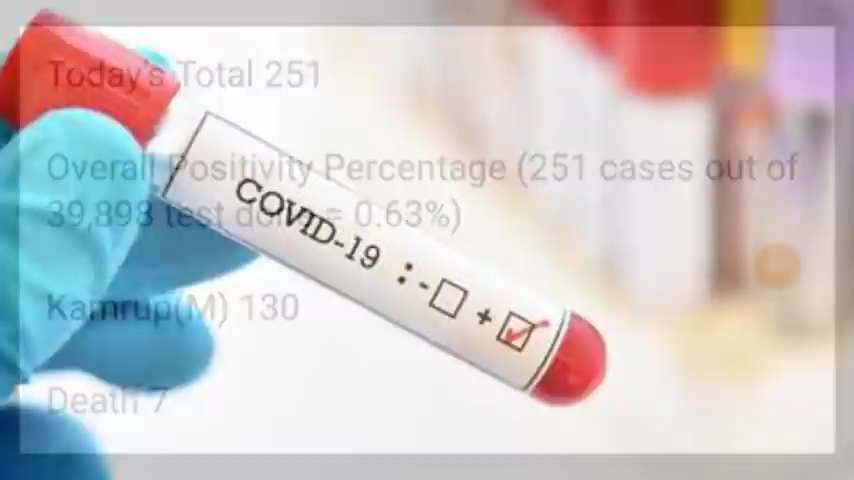 Today's Total 251
Overall Positivity Percentage (251 cases out of
39,893 test done = 0.63%)
COVID-19 : - +
Kamrup(M) 130
Death 7